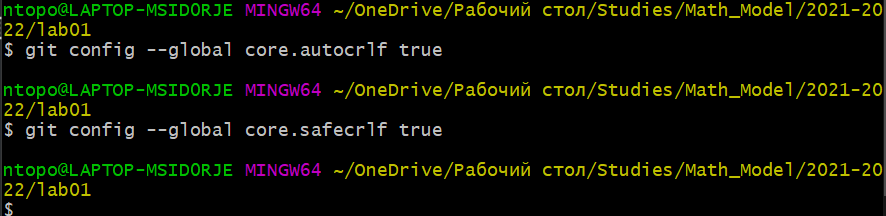 ntopo@LAPTOP-MSIDORJE MINGW64 ~/OneDrive/Рабочий стол/Studies/Math_Model/2021-20
22/lab01
$ git config --global core.autocrlf true
ntopo@LAPTOP-MSIDORJE MINGW64 ~/OneDrive/Рабочий стол/Studies/Math_Model/2021-20
22/lab01
$ git config --global core.safecrlf true
ntopo@LAPTOP-MSIDORJE MINGW64 ~/OneDrive/Рабочий стол/Studies/Math_Model/2021-20
22/lab01
$